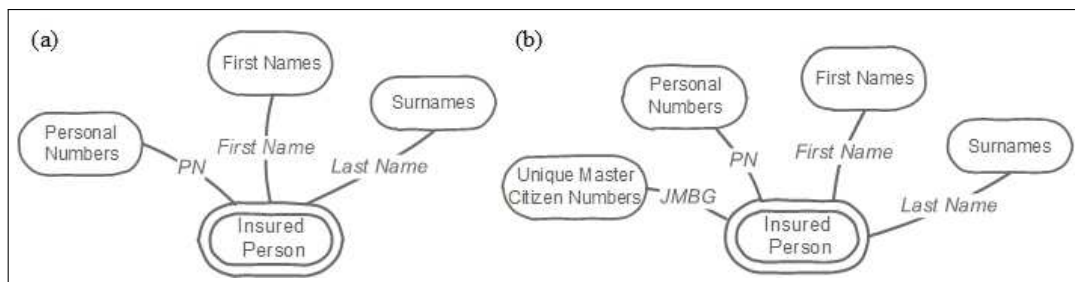 (a)
First Names
Surnames
Personal
Numbers
PN
First Name
Last Name
Insured
Person
(b)
Personal
Numbers
First Names
Surnames
Unique Master
Citizen Numbers
JMBG
PN
First Name
Last Name
Insured
Person